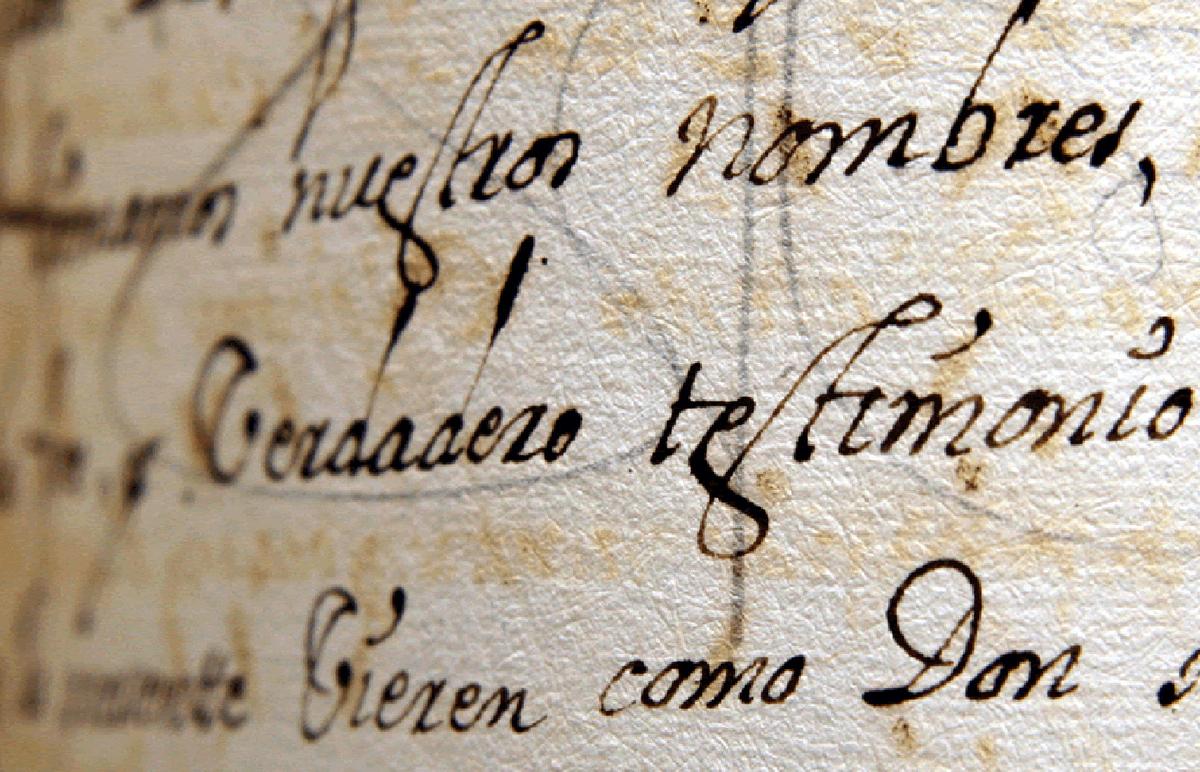 nuestros nombres,
y Verdadero testimonio
Vieren como Don